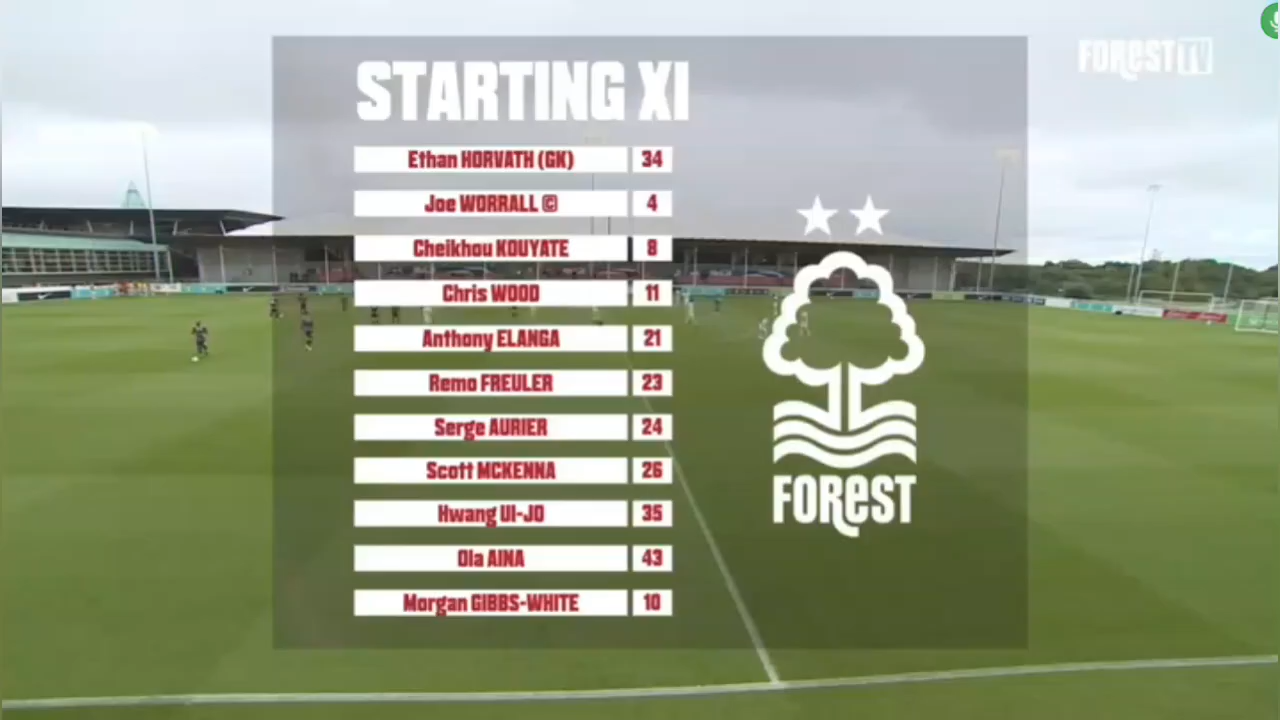 STARTING XI
FOREST TV
Ethan HORVATH (GK) 34
Joe WORRALL © 4
Cheikhou KOUYATE 8
Chris WOOD 11
Anthony ELANGA 21
Remo FREULER 23
Serge AURIER 24
Scott MCKENNA 26
Hwang UI-JO 35
Ola AINA 43
Morgan GIBBS-WHITE 10
FOREST